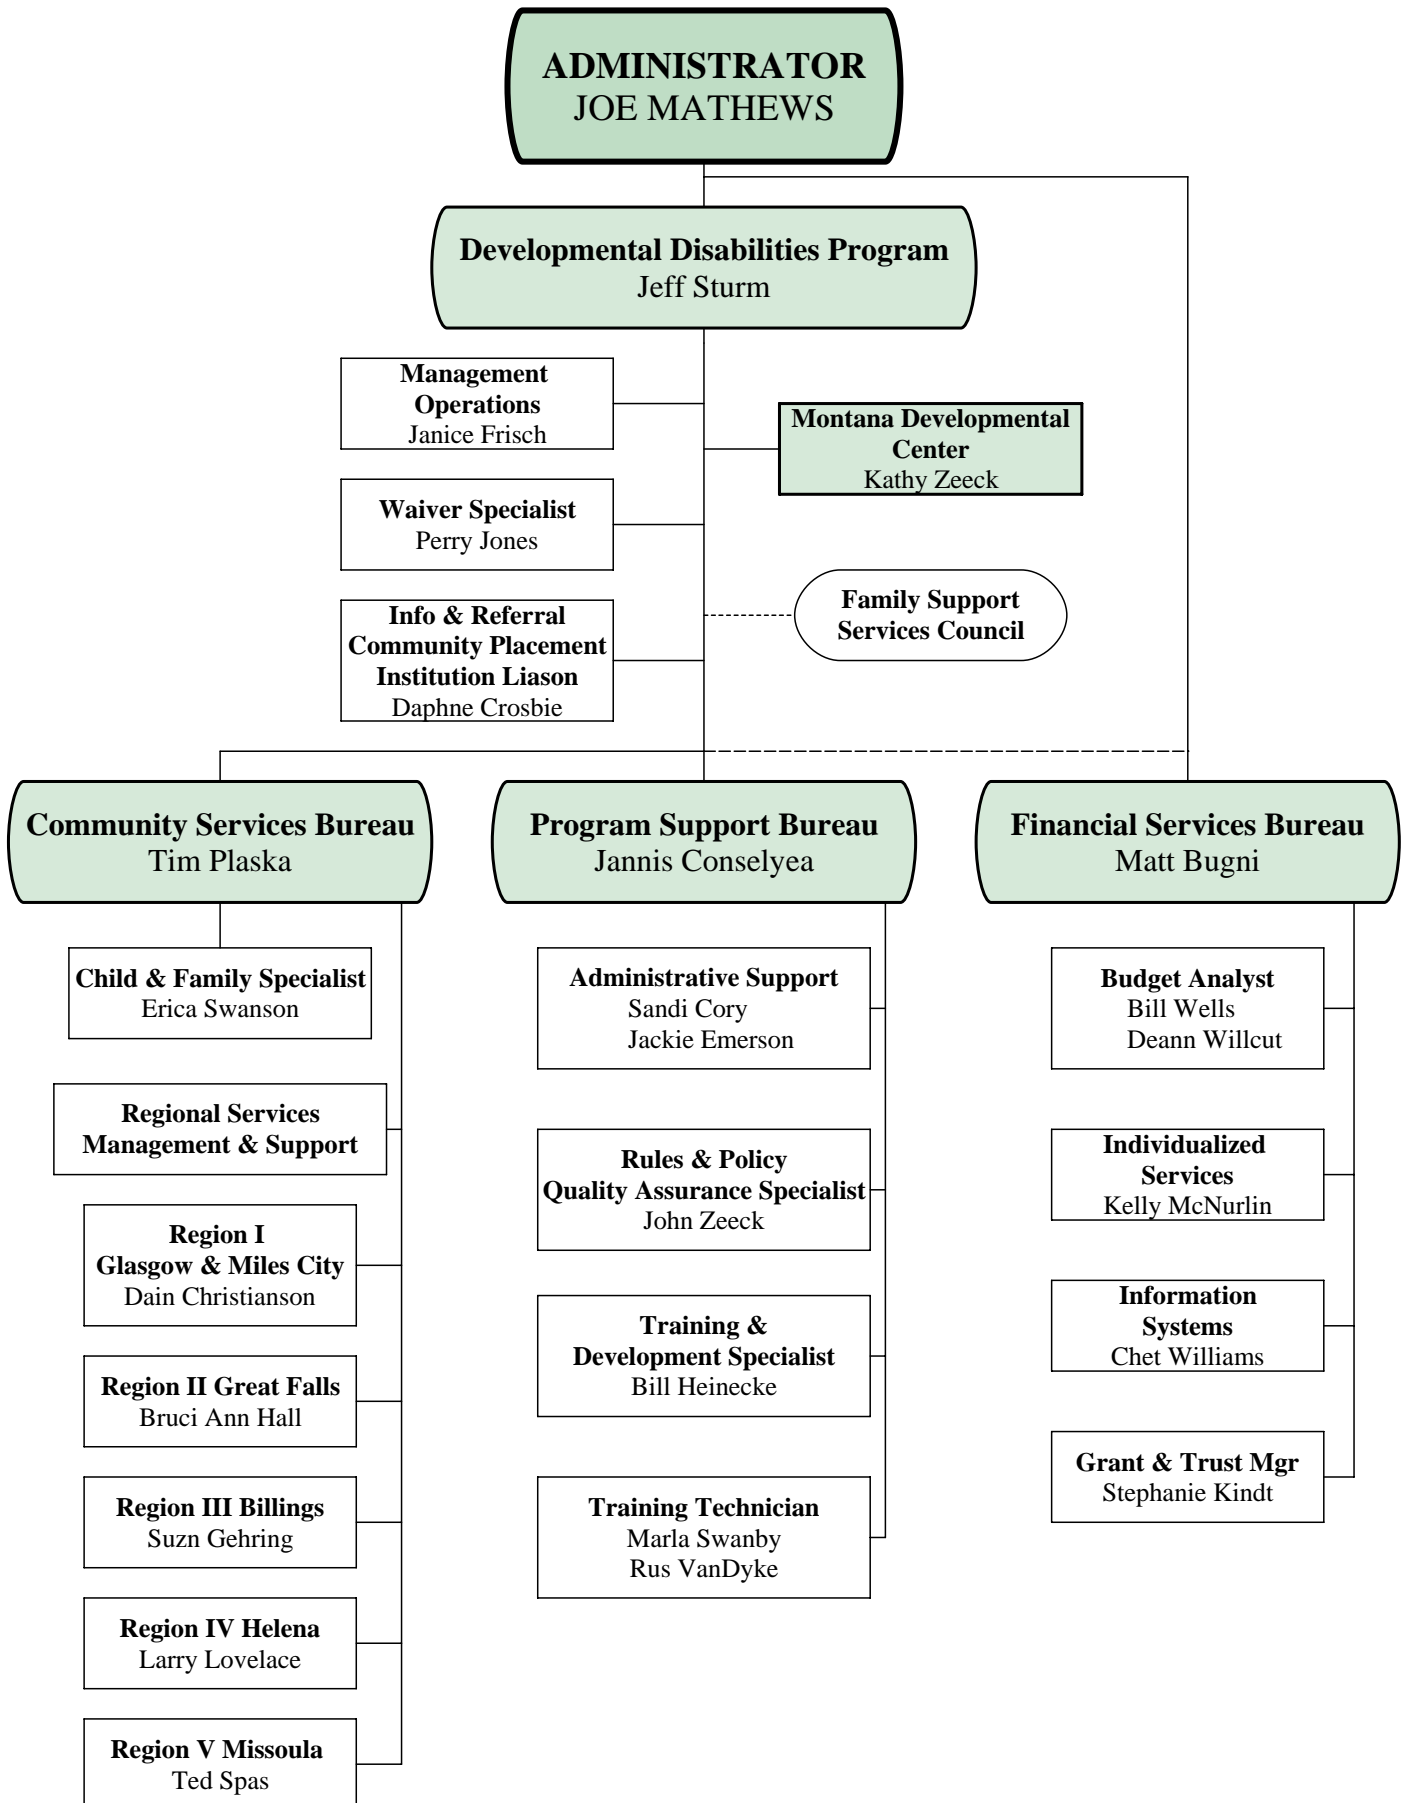 ADMINISTRATOR
JOE MATHEWS
Developmental Disabilities Program
Jeff Sturm
Management
Operations
Janice Frisch
Montana Developmental
Center
Kathy Zeeck
Waiver Specialist
Perry Jones
Family Support
Services Council
Info & Referral
Community Placement
Institution Liason
Daphne Crosbie
Community Services Bureau
Tim Plaska
Program Support Bureau
Jannis Conselyea
Financial Services Bureau
Matt Bugni
Child & Family Specialist
Erica Swanson
Regional Services
Management & Support
Region I
Glasgow & Miles City
Dain Christianson
Region II Great Falls
Bruci Ann Hall
Region III Billings
Suzn Gehring
Region IV Helena
Larry Lovelace
Region V Missoula
Ted Spas
Administrative Support
Sandi Cory
Jackie Emerson
Rules & Policy
Quality Assurance Specialist
John Zeeck
Training &
Development Specialist
Bill Heinecke
Training Technician
Marla Swanby
Rus VanDyke
Budget Analyst
Bill Wells
Deann Willcut
Individualized
Services
Kelly McNurlin
Information
Systems
Chet Williams
Grant & Trust Mgr
Stephanie Kindt